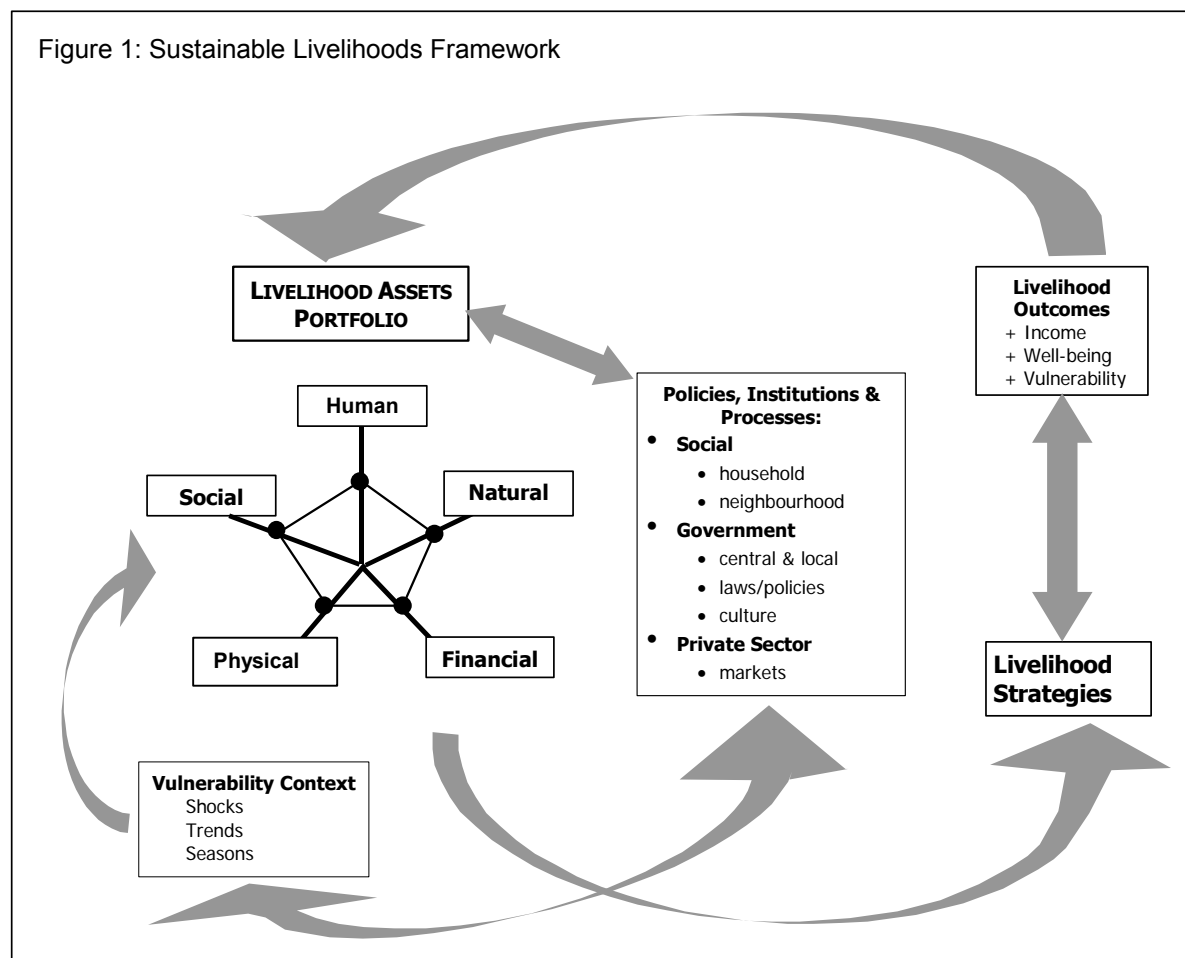 Figure 1: Sustainable Livelihoods Framework
LIVELIHOOD ASSETS
PORTFOLIO
Human
Social
Natural
Physical
Financial
Vulnerability Context
Shocks
Trends
Seasons
Policies, Institutions &
Processes:
• Social
• household
• neighbourhood
• Government
• central & local
• laws/policies
• culture
• Private Sector
• markets
Livelihood
Outcomes
+ Income
+ Well-being
+ Vulnerability
Livelihood
Strategies